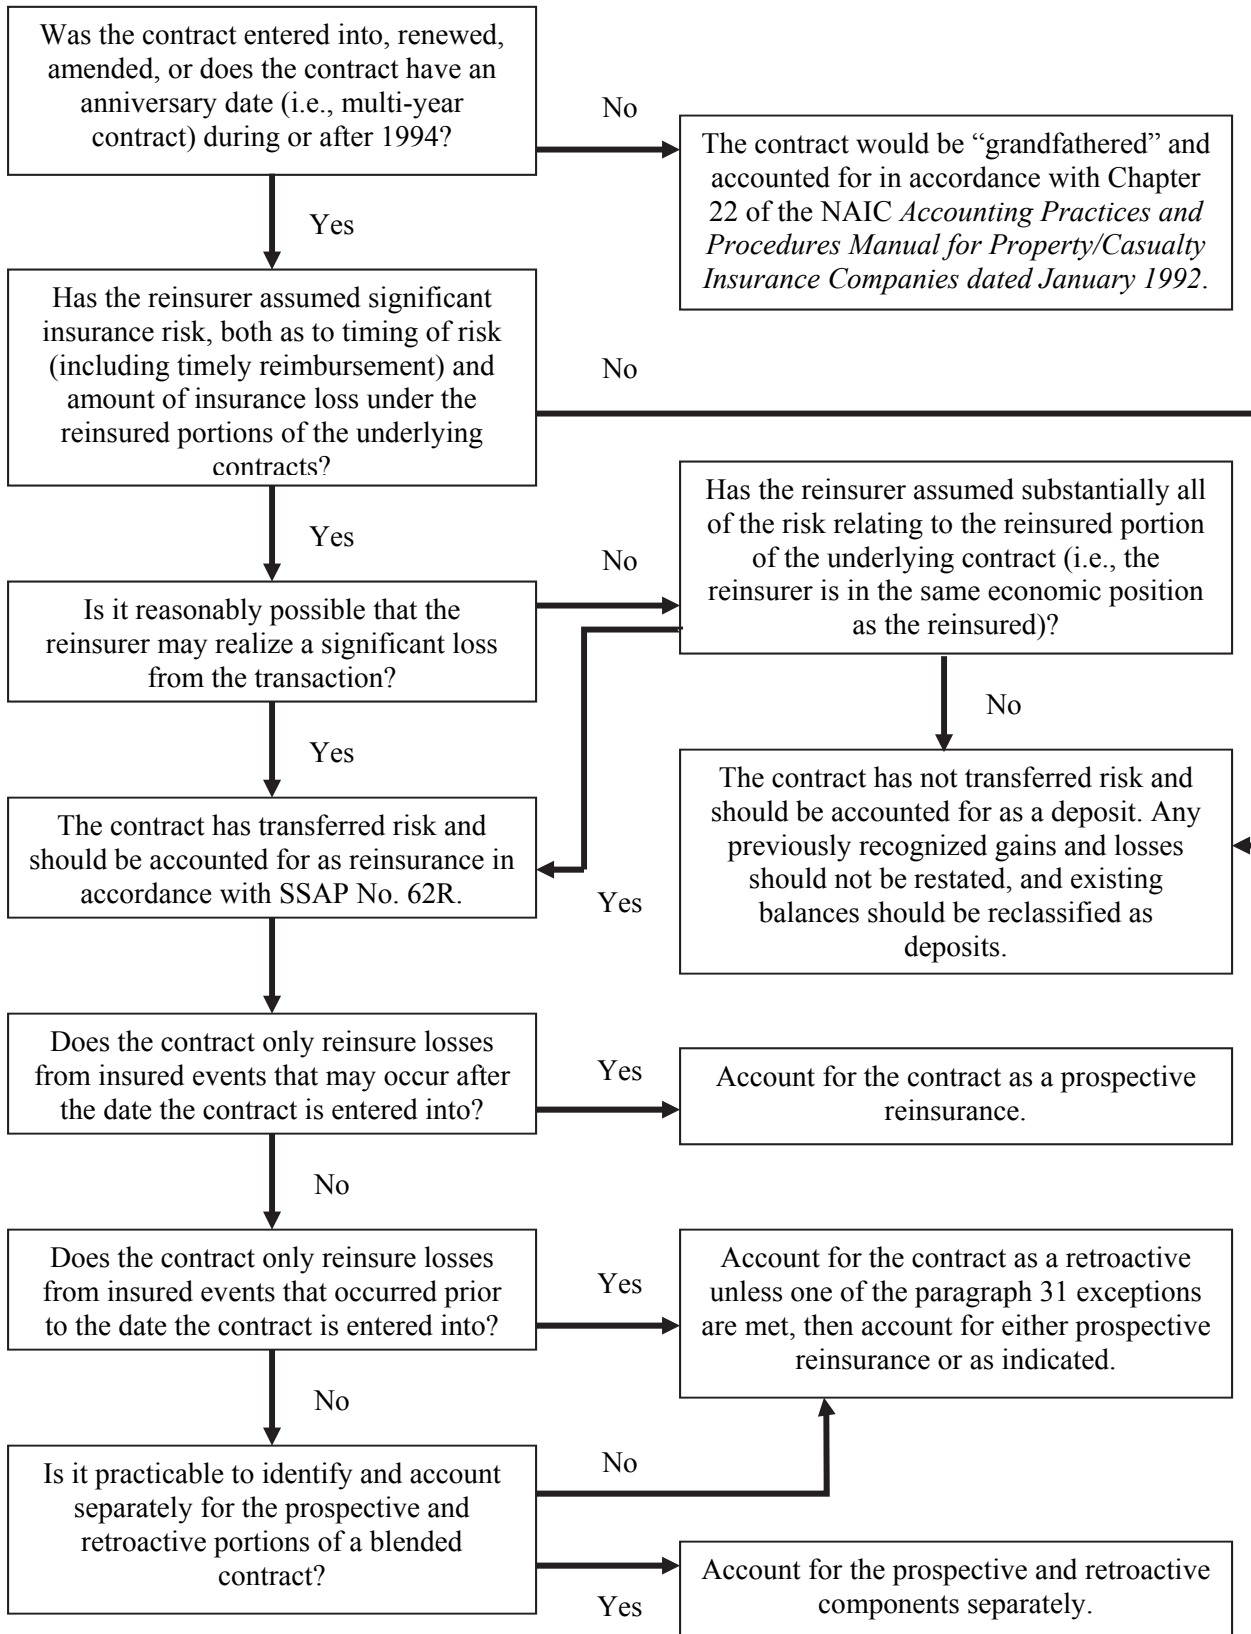 Was the contract entered into, renewed,
amended, or does the contract have an
anniversary date (i.e., multi-year
contract) during or after 1994?
No
The contract would be “grandfathered” and
accounted for in accordance with Chapter
22 of the NAIC Accounting Practices and
Procedures Manual for Property/Casualty
Insurance Companies dated January 1992.
Yes
Has the reinsurer assumed significant
insurance risk, both as to timing of risk
(including timely reimbursement) and
amount of insurance loss under the
reinsured portions of the underlying
contracts?
No
Yes
Has the reinsurer assumed substantially all
of the risk relating to the reinsured portion
of the underlying contract (i.e., the
reinsurer is in the same economic position
as the reinsured)?
No
Is it reasonably possible that the
reinsurer may realize a significant loss
from the transaction?
No
Yes
The contract has not transferred risk and
should be accounted for as a deposit. Any
previously recognized gains and losses
should not be restated, and existing
balances should be reclassified as
deposits.
The contract has transferred risk and
should be accounted for as reinsurance in
accordance with SSAP No. 62R.
Yes
Does the contract only reinsure losses
from insured events that may occur after
the date the contract is entered into?
Yes
Account for the contract as a prospective
reinsurance.
No
Does the contract only reinsure losses
from insured events that occurred prior
to the date the contract is entered into?
Yes
Account for the contract as a retroactive
unless one of the paragraph 31 exceptions
are met, then account for either prospective
reinsurance or as indicated.
No
Is it practicable to identify and account
separately for the prospective and
retroactive portions of a blended
contract?
No
Yes
Account for the prospective and retroactive
components separately.